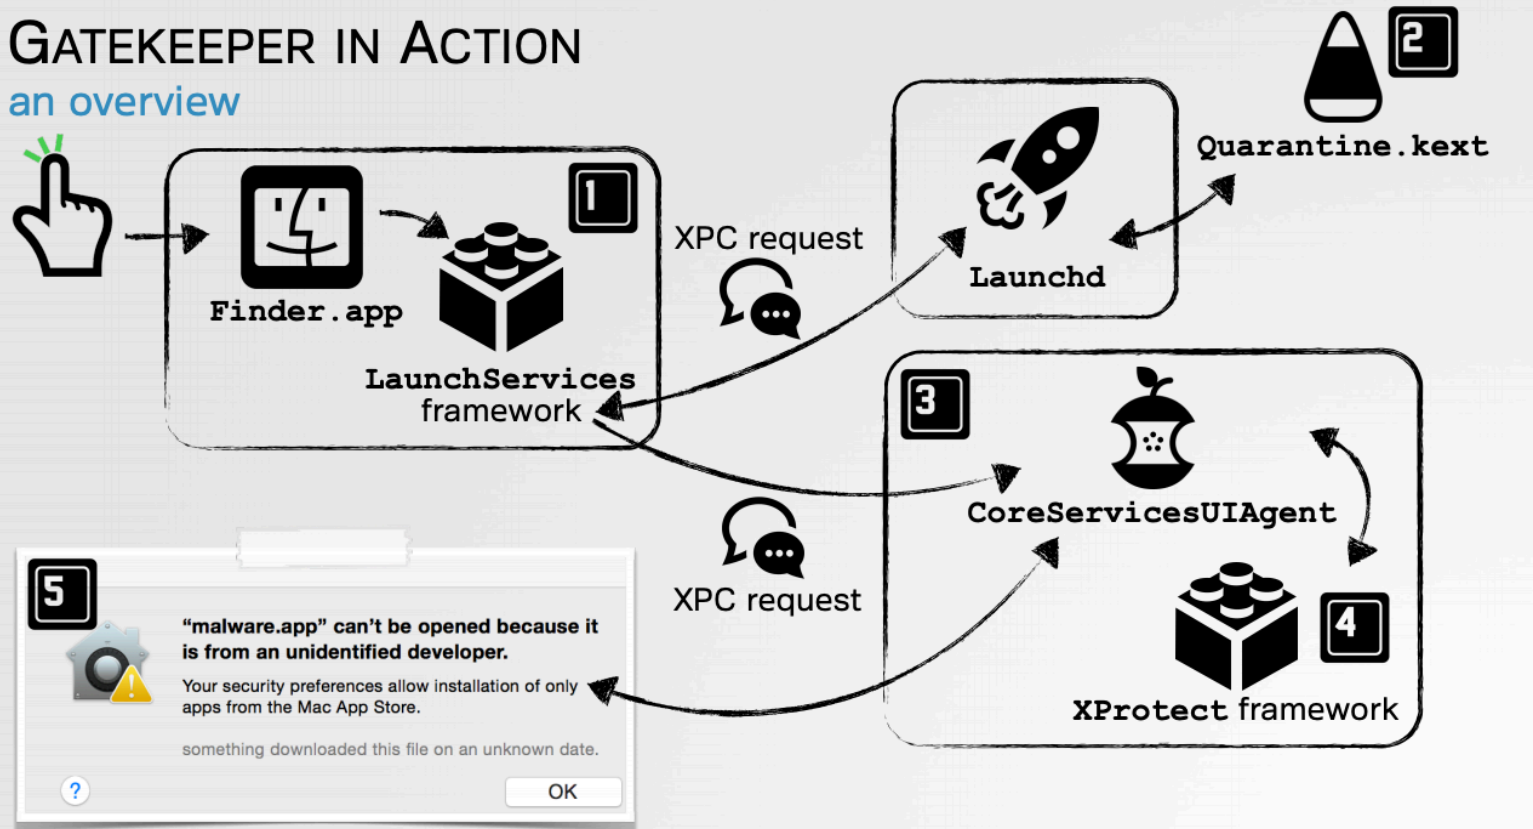 GATEKEEPER IN ACTION
an overview
1
Finder.app
LaunchServices
framework
XPC request
Launchd
2
Quarantine.kext
3
CoreServicesUIAgent
4
XProtect framework
XPC request
5
“malware.app” can’t be opened because it
is from an unidentified developer.
Your security preferences allow installation of only
apps from the Mac App Store.
something downloaded this file on an unknown date.
?
OK